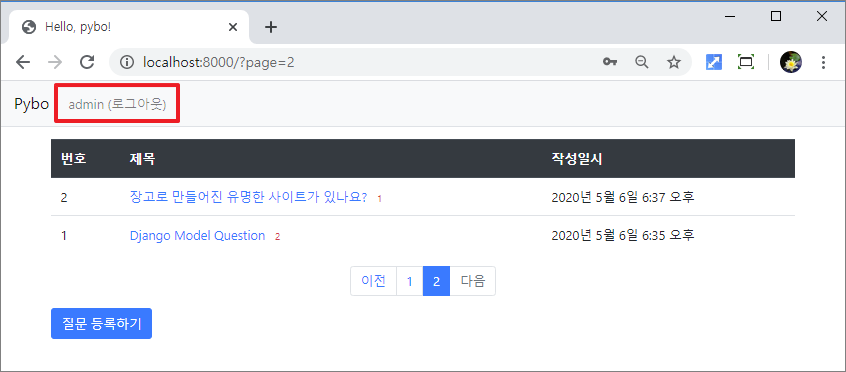 Hello, pybo!
localhost:8000/?page=2
Pybo admin (로그아웃)
번호 제목 작성일시
2 장고로 만들어진 유명한 사이트가 있나요? 1 2020년 5월 6일 6:37 오후
1 Django Model Question 2 2020년 5월 6일 6:35 오후
이전 1 2 다음
질문 등록하기